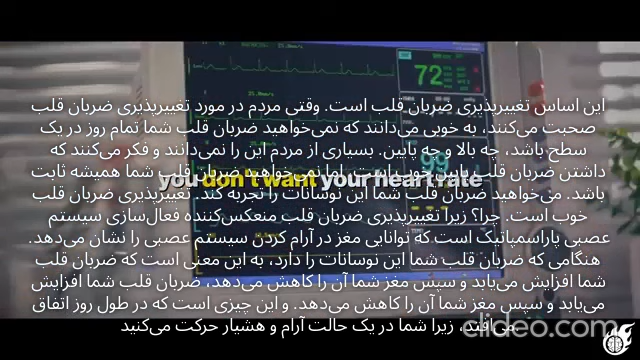 72
این اساس تغییرپذیری ضربان قلب است. وقتی مردم در مورد تغییرپذیری ضربان قلب
صحبت می‌کنند، به خوبی می‌دانند که نمی‌خواهید ضربان قلب شما تمام روز در یک
سطح باشد، چه بالا و چه پایین. بسیاری از مردم این را نمی‌دانند و فکر می‌کنند که
99
داشتن ضربان قلب پایین خوب است، اما نمی‌خواهید ضربان قلب شما همیشه ثابت
you don't want your heart rate
باشد. می‌خواهید ضربان قلب شما این نوسانات را تجربه کند. تغییرپذیری ضربان قلب
خوب است. چرا؟ زیرا تغییرپذیری ضربان قلب منعکس‌کننده فعال‌سازی سیستم
عصبی پاراسمپاتیک است که توانایی مغز در آرام کردن سیستم عصبی را نشان می‌دهد.
هنگامی که ضربان قلب شما این نوسانات را دارد، به این معنی است که ضربان قلب
شما افزایش می‌یابد و سپس مغز شما آن را کاهش می‌دهد، ضربان قلب شما افزایش
می‌یابد و سپس مغز شما آن را کاهش می‌دهد. و این چیزی است که در طول روز اتفاق
می‌افتد، زیرا شما در یک حالت آرام و هشیار حرکت می‌کنید
elideo.com